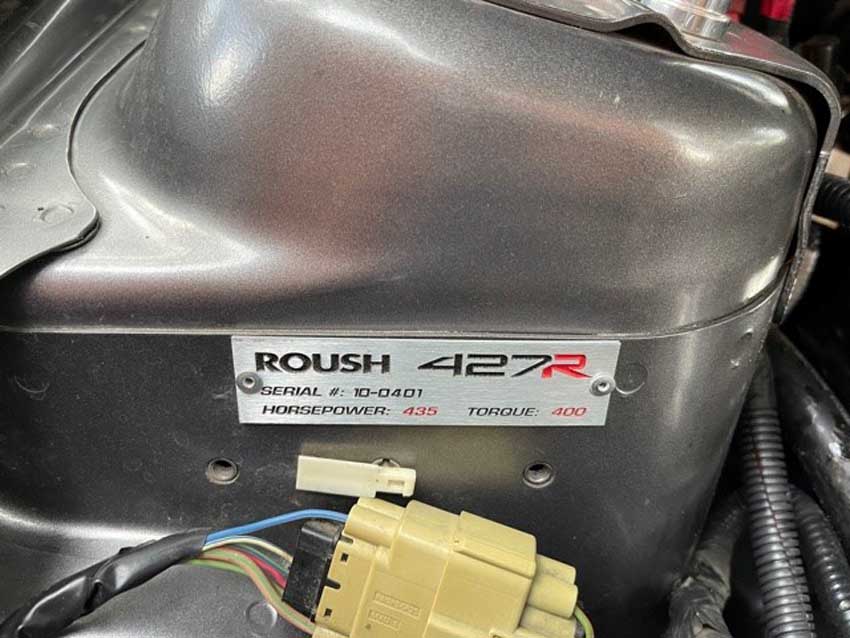 ROUSH 427R
SERIAL #: 10-0401
HORSEPOWER: 435 TORQUE: 400